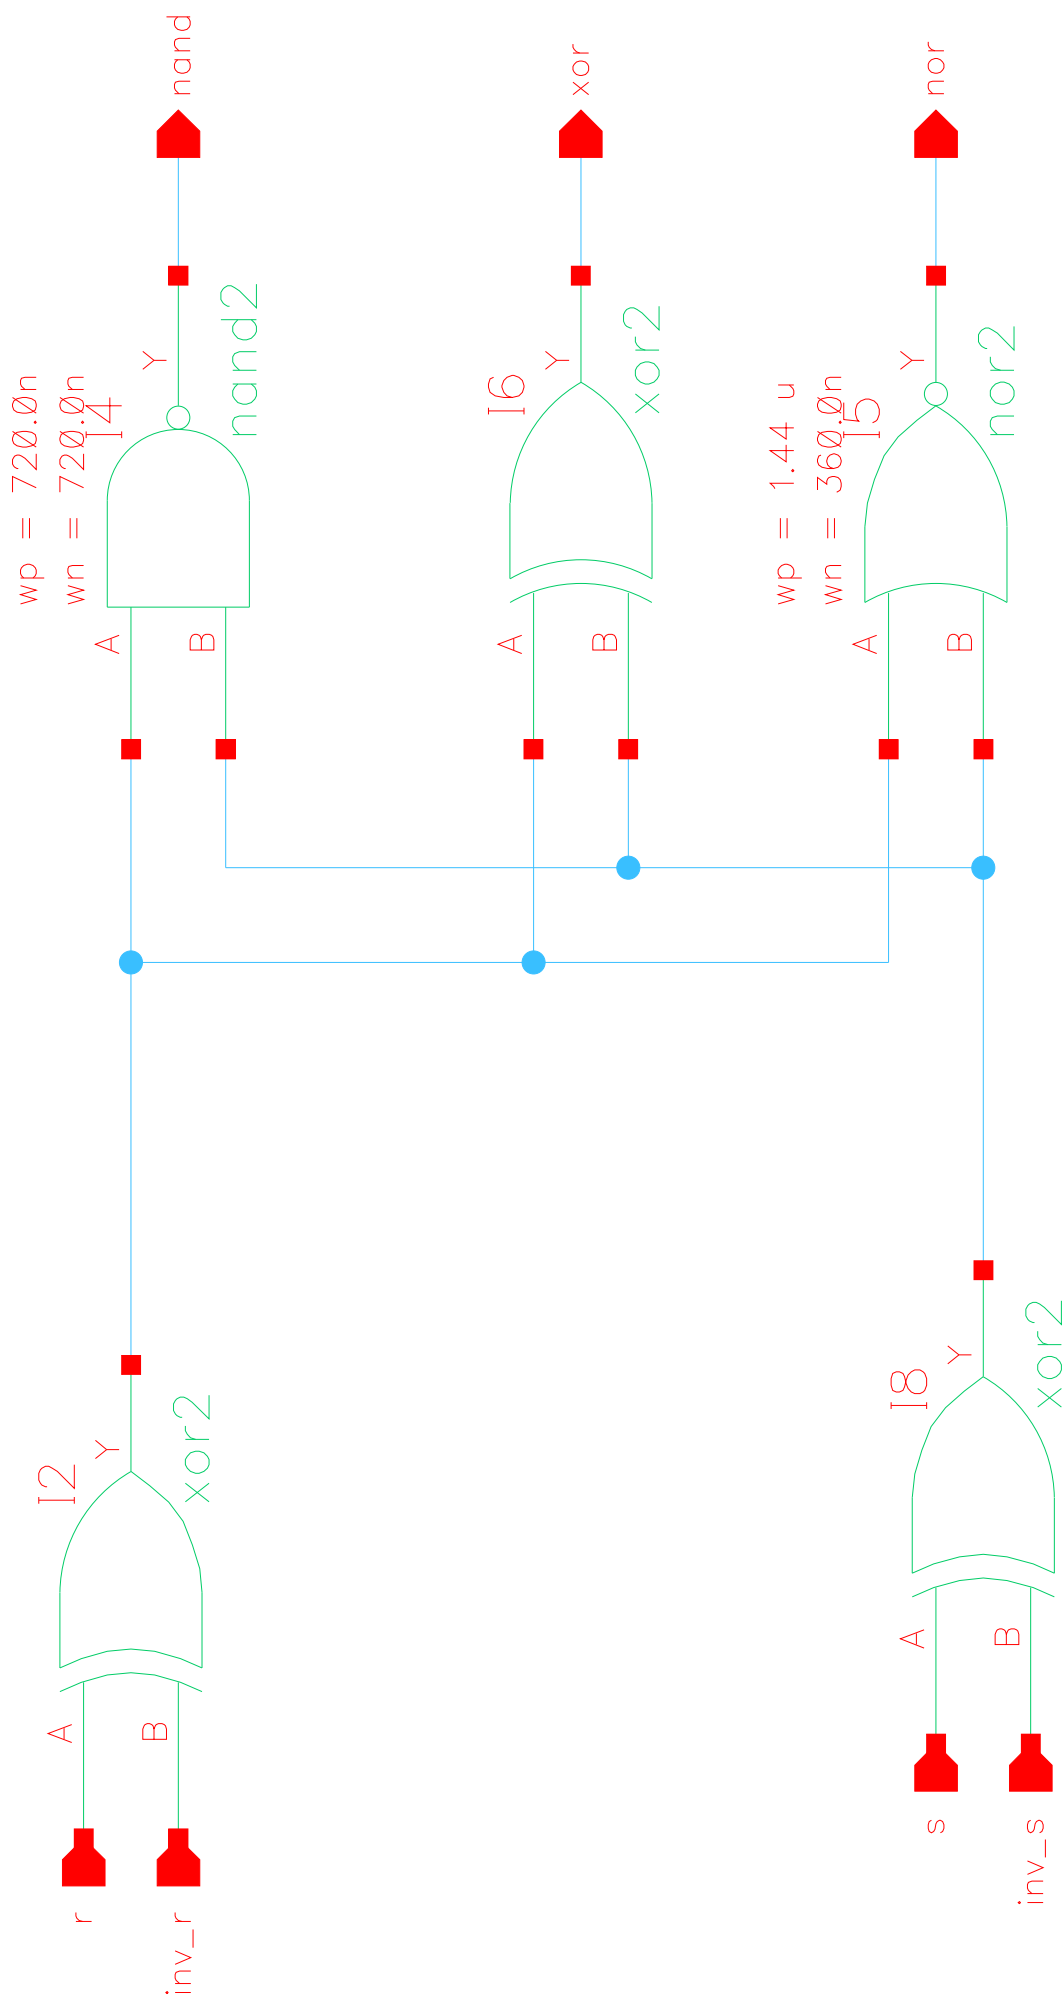 nand
xor
nor
Y
nand2
wp = 720.0n
wn = 720.0n
I4
A
B
Y
xor2
I6
A
B
Y
nor2
wp = 1.44 u
wn = 360.0n
I5
A
B
Y
xor2
I2
A
B
r
inv_r
Y
xor2
I8
A
B
s
inv_s